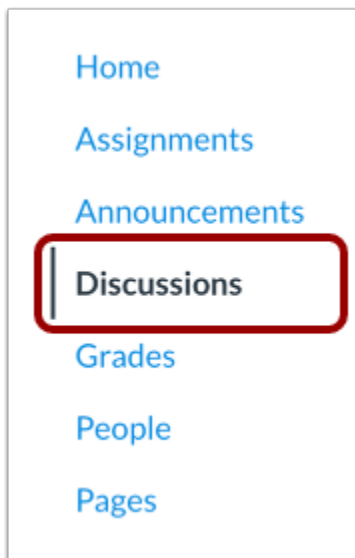 Home
Assignments
Announcements
Discussions
Grades
People
Pages